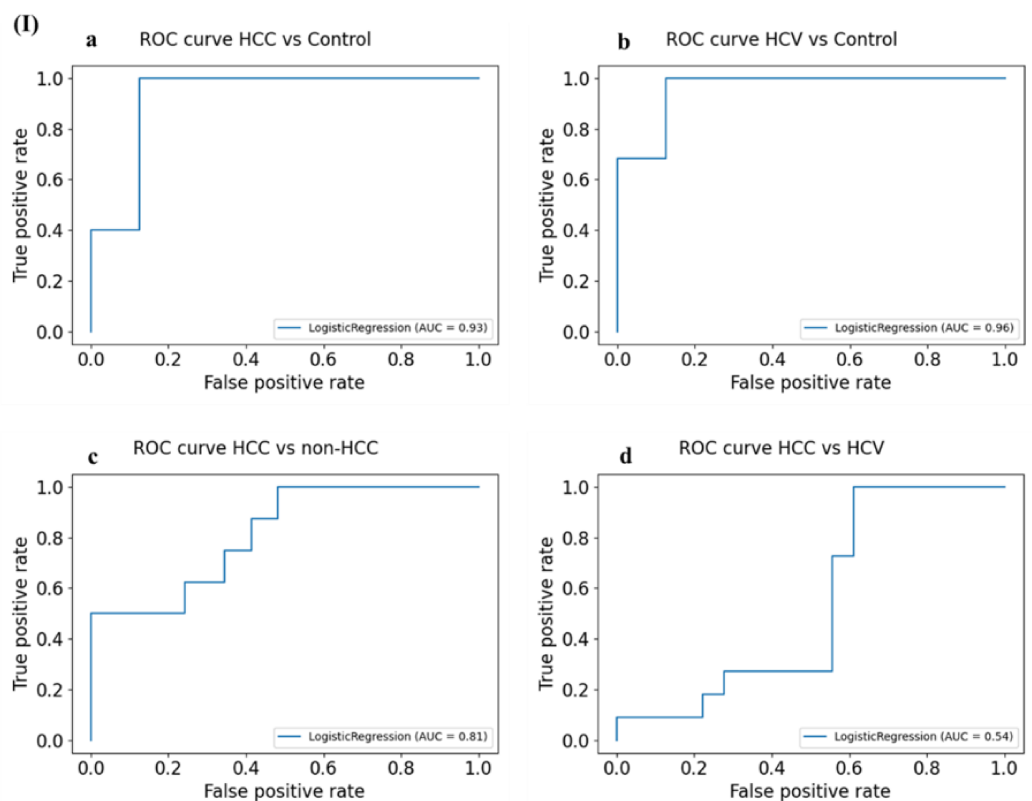 (I)
a ROC curve HCC vs Control
True positive rate
1.0
0.8
0.6
0.4
0.2
0.0
LogisticRegression (AUC = 0.93)
0.0 0.2 0.4 0.6 0.8 1.0
False positive rate
b ROC curve HCV vs Control
True positive rate
1.0
0.8
0.6
0.4
0.2
0.0
LogisticRegression (AUC = 0.96)
0.0 0.2 0.4 0.6 0.8 1.0
False positive rate
c ROC curve HCC vs non-HCC
True positive rate
1.0
0.8
0.6
0.4
0.2
0.0
LogisticRegression (AUC = 0.81)
0.0 0.2 0.4 0.6 0.8 1.0
False positive rate
d ROC curve HCC vs HCV
True positive rate
1.0
0.8
0.6
0.4
0.2
0.0
LogisticRegression (AUC = 0.54)
0.0 0.2 0.4 0.6 0.8 1.0
False positive rate